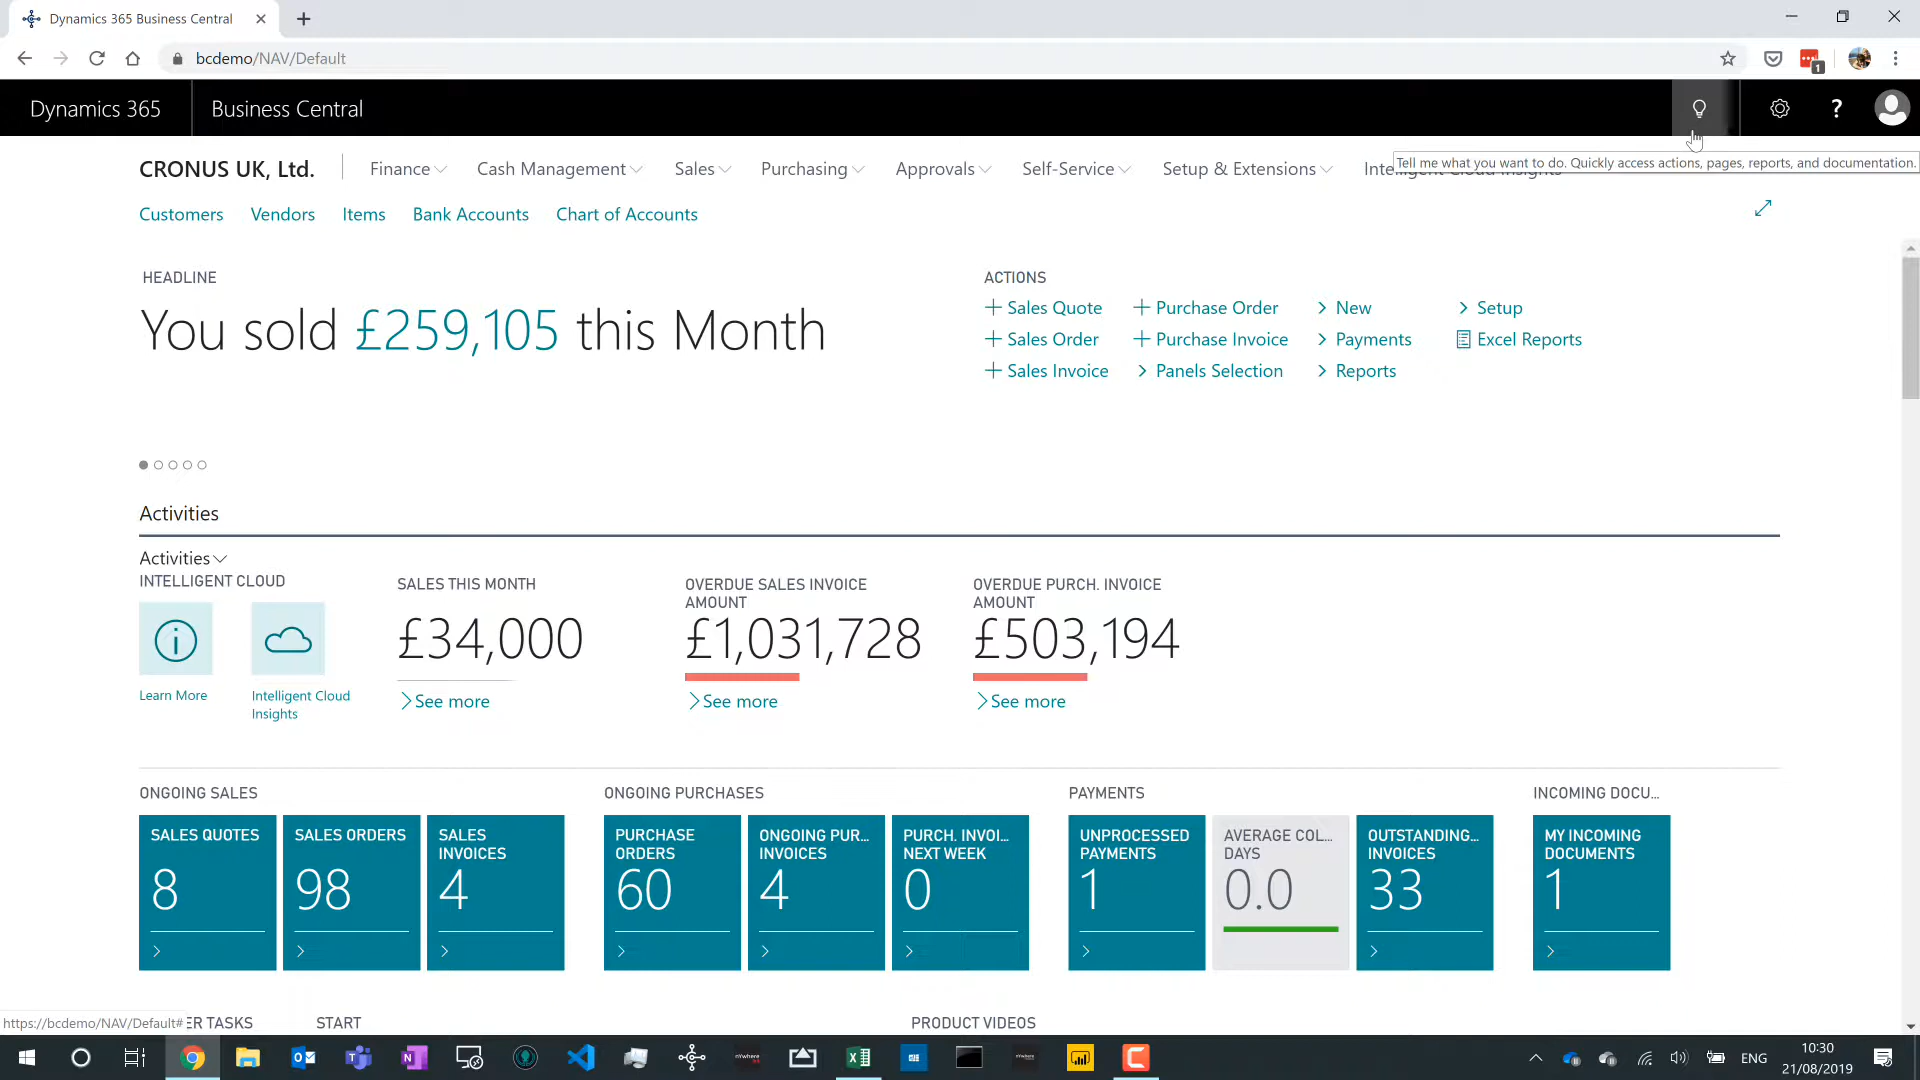 Dynamics 365 Business Central
bcdemo/NAV/Default
1
Dynamics 365 Business Central
?
Tell me what you want to do. Quickly access actions, pages, reports, and documentation.
CRONUS UK, Ltd. Finance Cash Management Sales Purchasing Approvals Self-Service Setup & Extensions Intelligent Cloud Insights
Customers Vendors Items Bank Accounts Chart of Accounts
HEADLINE
You sold £259,105 this Month
ACTIONS
Sales Quote Purchase Order New Setup
Sales Order Purchase Invoice Payments Excel Reports
Sales Invoice Panels Selection Reports
Activities
Activities
INTELLIGENT CLOUD
Learn More
Intelligent Cloud
Insights
SALES THIS MONTH
£34,000
See more
OVERDUE SALES INVOICE
AMOUNT
£1,031,728
See more
OVERDUE PURCH. INVOICE
AMOUNT
£503,194
See more
ONGOING SALES
SALES QUOTES
8
SALES ORDERS
98
SALES
INVOICES
4
ONGOING PURCHASES
PURCHASE
ORDERS
60
ONGOING PUR...
INVOICES
4
PURCH. INVOI...
NEXT WEEK
0
PAYMENTS
UNPROCESSED
PAYMENTS
1
AVERAGE COL...
DAYS
0.0
OUTSTANDING...
INVOICES
33
INCOMING DOCU...
MY INCOMING
DOCUMENTS
1
https://bcdemo/NAV/Default# ER TASKS START PRODUCT VIDEOS
ENG
10:30
21/08/2019